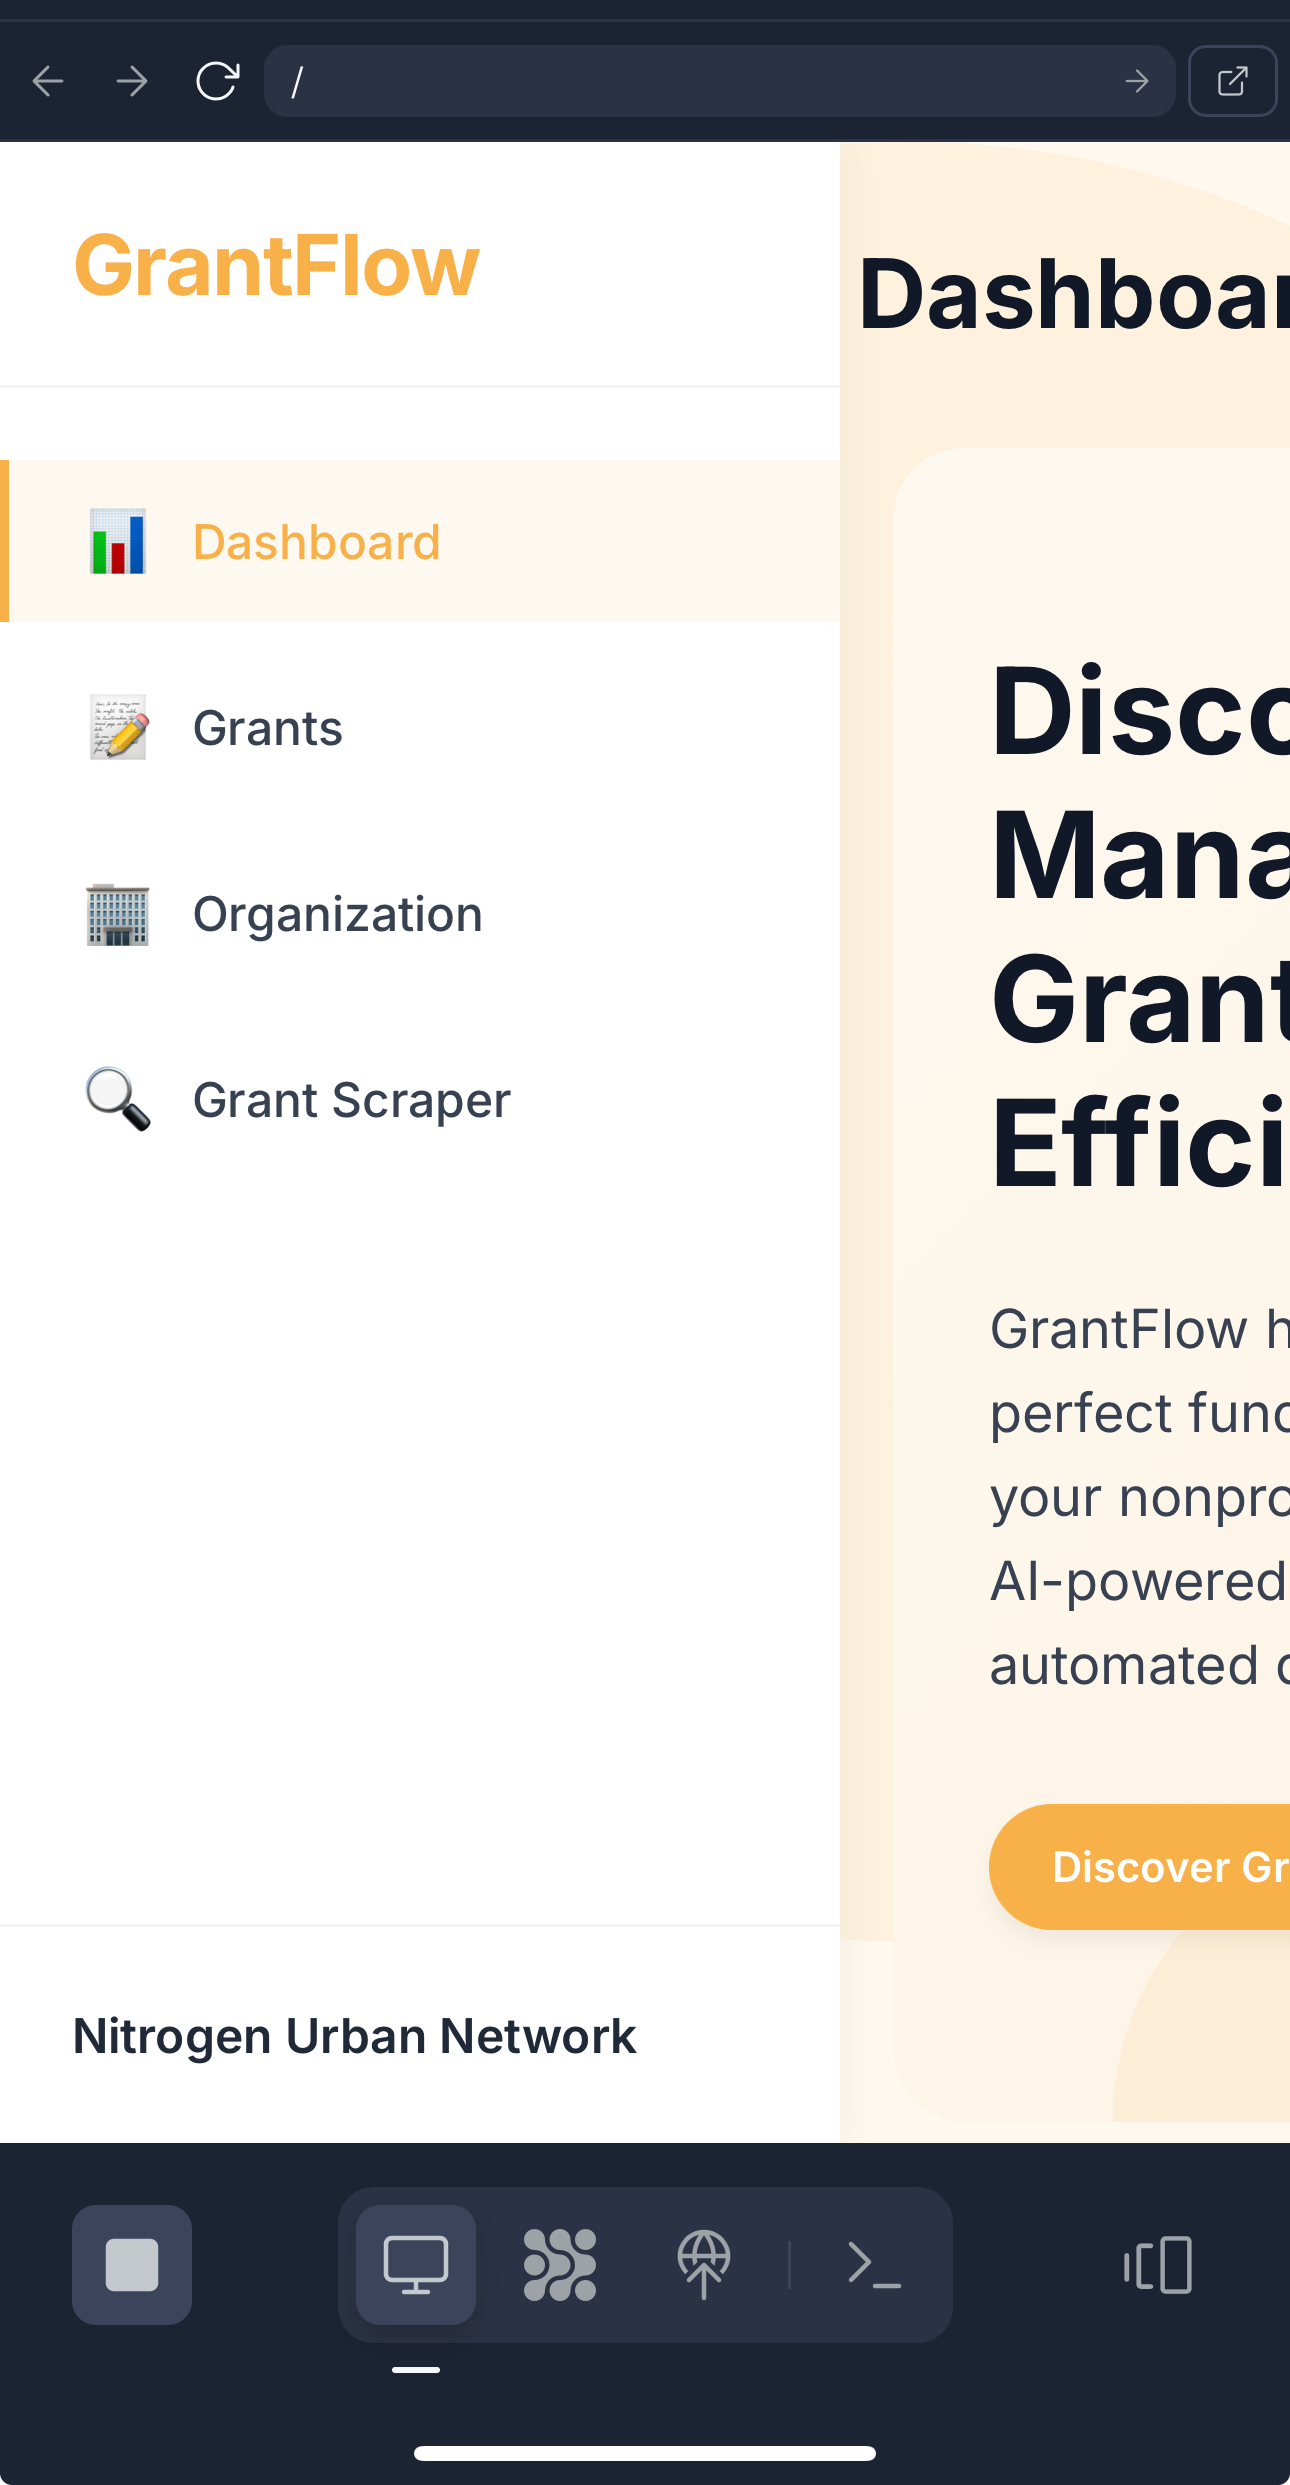 /
GrantFlow
Dashboar
Dashboard
Grants
Organization
Grant Scraper
Disco
Mana
Grant
Effici
GrantFlow h
perfect func
your nonpro
AI-powered
automated c
Discover Gr
Nitrogen Urban Network